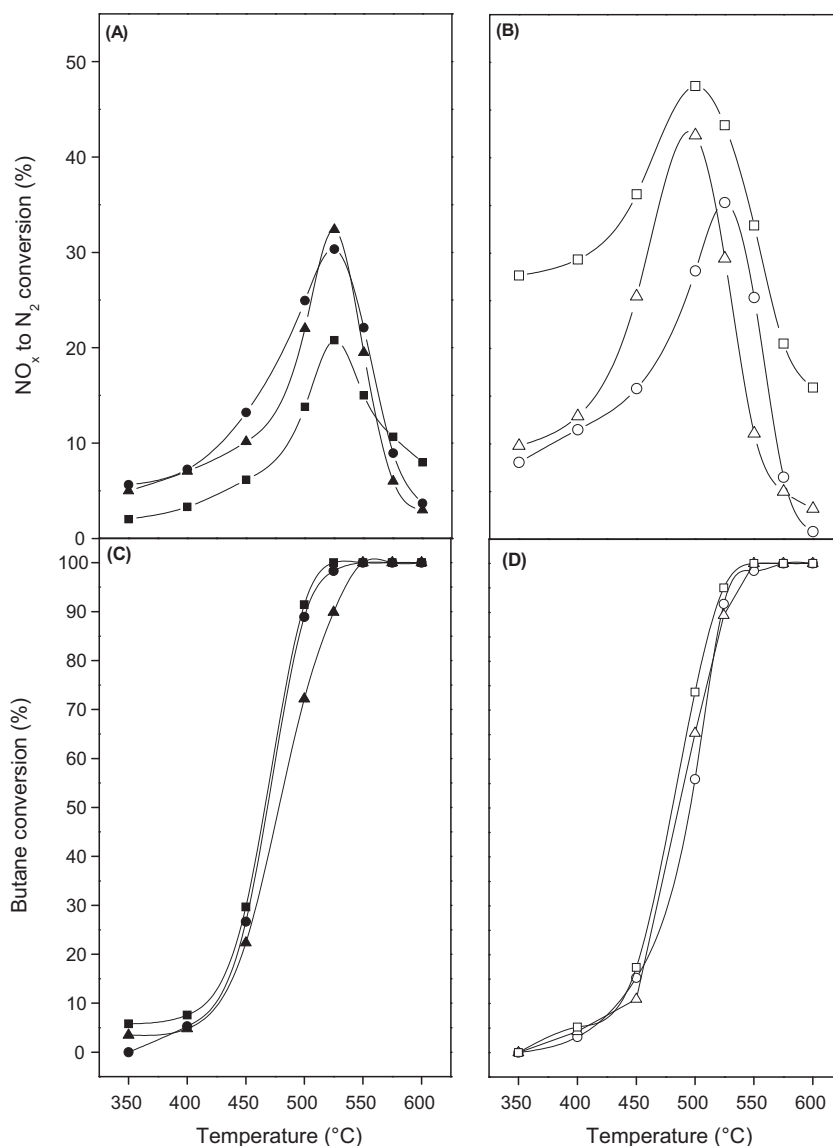 (A)
(B)
50
40
30
20
10
0
NOx to N2 conversion (%)
(C)
(D)
100
90
80
70
60
50
40
30
20
10
0
Butane conversion (%)
350 400 450 500 550 600
350 400 450 500 550 600
Temperature (°C)
Temperature (°C)